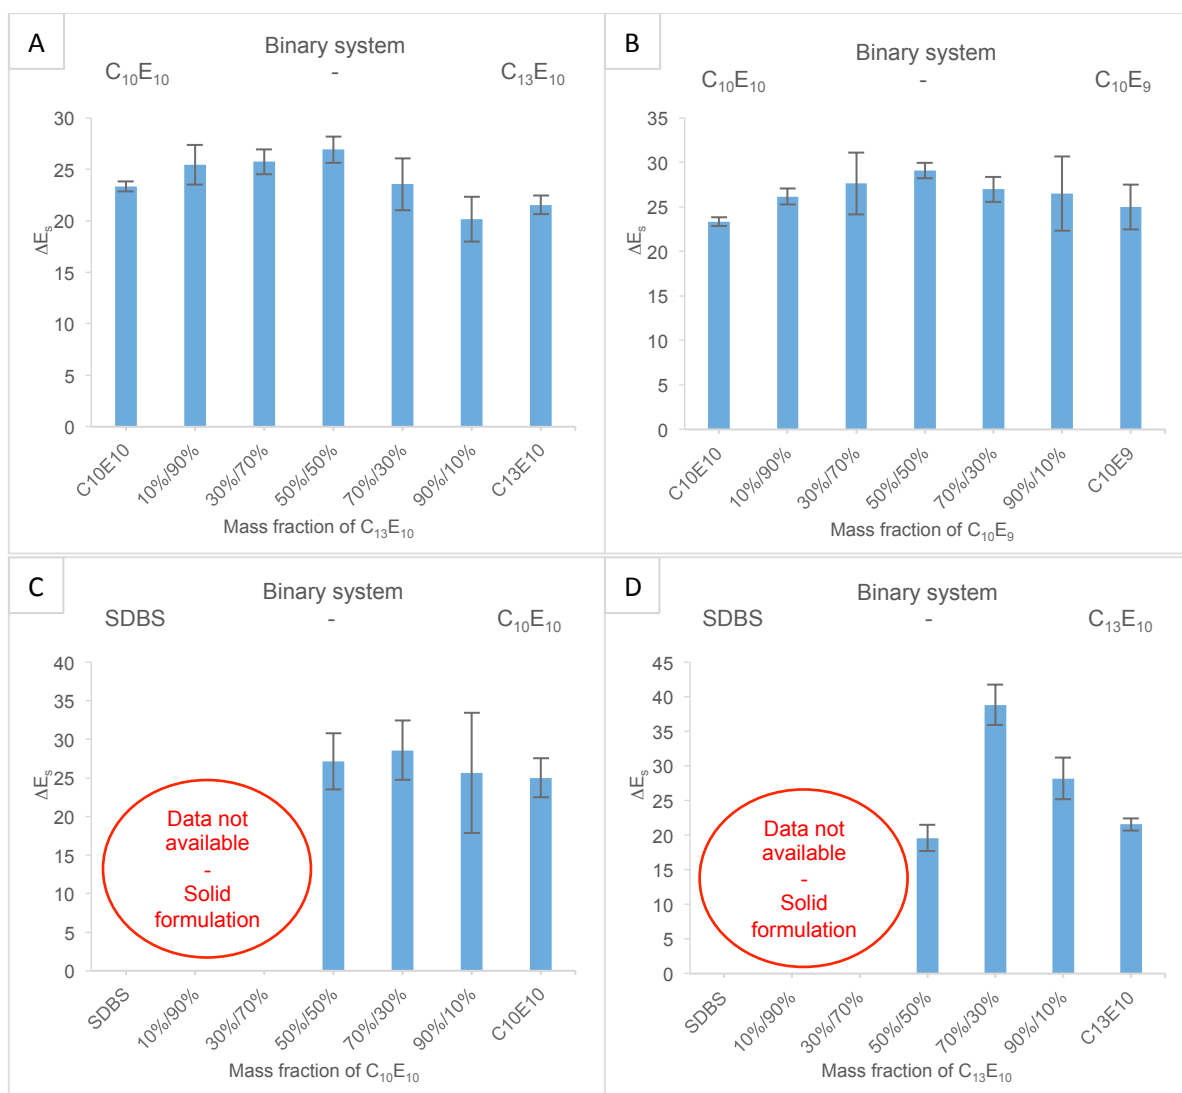 A
Binary system
C₁₀E₁₀ - C₁₃E₁₀
30
25
20
15
10
5
0
ΔEₛ
C10E10
10%/90%
30%/70%
50%/50%
70%/30%
90%/10%
C13E10
Mass fraction of C₁₃E₁₀
B
Binary system
C₁₀E₁₀ - C₁₀E₉
35
30
25
20
15
10
5
0
ΔEₛ
C10E10
10%/90%
30%/70%
50%/50%
70%/30%
90%/10%
C10E9
Mass fraction of C₁₀E₉
C
Binary system
SDBS - C₁₀E₁₀
40
35
30
25
20
15
10
5
0
ΔEₛ
Data not
available
-
Solid
formulation
SDBS
10%/90%
30%/70%
50%/50%
70%/30%
90%/10%
C10E10
Mass fraction of C₁₀E₁₀
D
Binary system
SDBS - C₁₃E₁₀
45
40
35
30
25
20
15
10
5
0
ΔEₛ
Data not
available
-
Solid
formulation
SDBS
10%/90%
30%/70%
50%/50%
70%/30%
90%/10%
C13E10
Mass fraction of C₁₃E₁₀